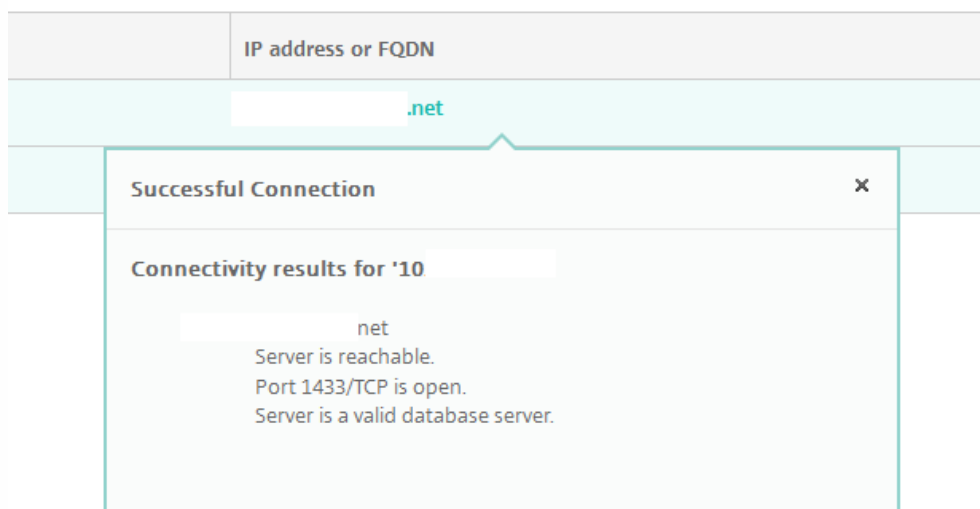 IP address or FQDN
.net
Successful Connection
Connectivity results for '10
net
Server is reachable.
Port 1433/TCP is open.
Server is a valid database server.